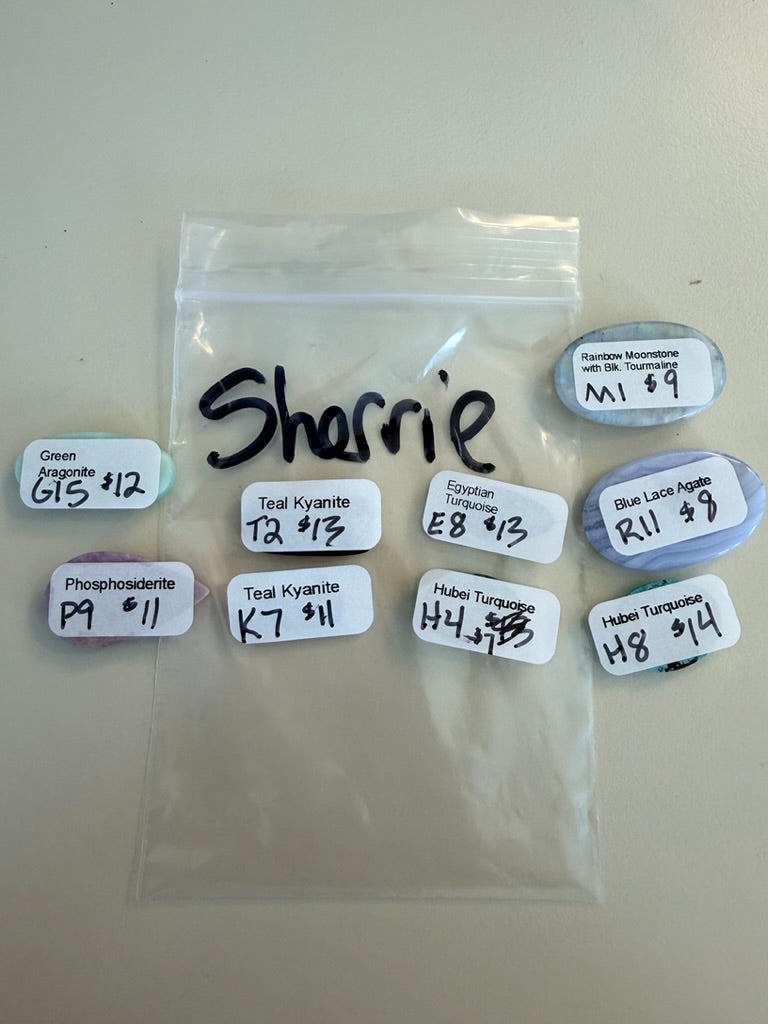 Sherrie
Rainbow Moonstone
with Blk. Tourmaline
M1 $9
Green
Aragonite
G15 $12
Teal Kyanite
T2 $13
Egyptian
Turquoise
E8 $13
Blue Lace Agate
R11 $8
Phosphosiderite
P9 $11
Teal Kyanite
K7 $11
Hubei Turquoise
H4 $7
Hubei Turquoise
H8 $14